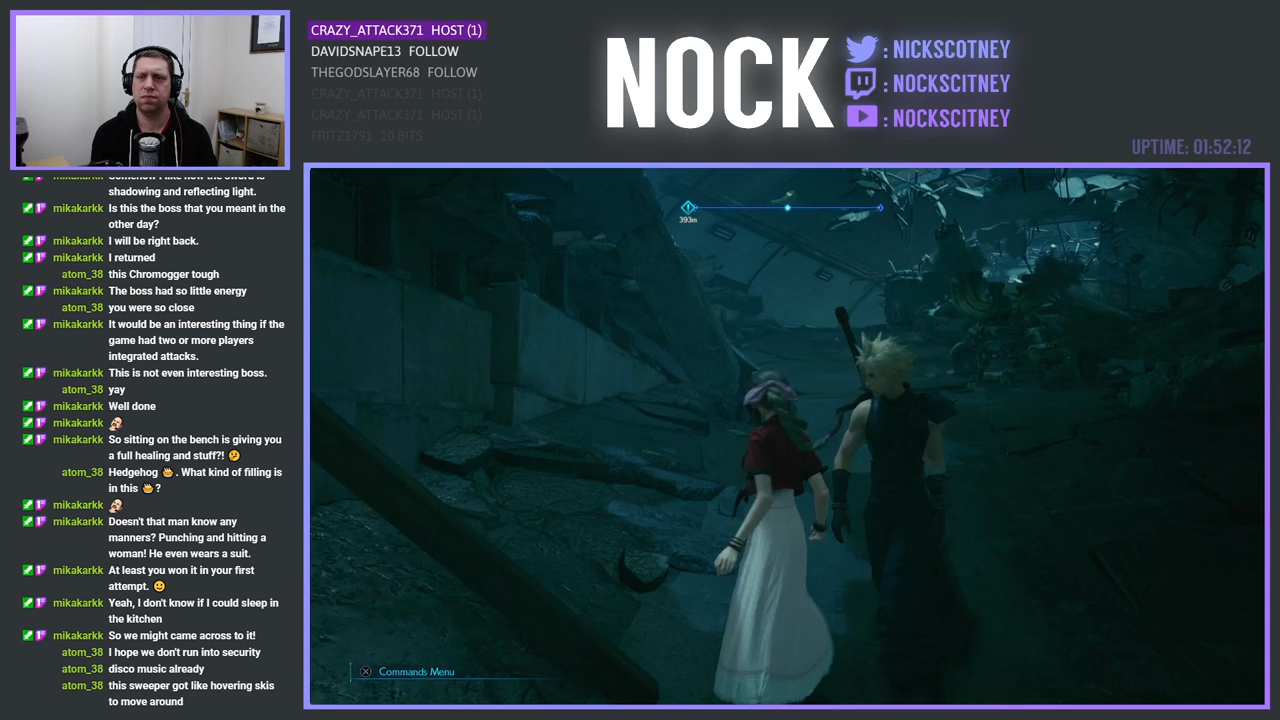 CRAZY_ATTACK371 HOST (1)
DAVIDSNAPE13 FOLLOW
THEGODSLAYER68 FOLLOW
CRAZY_ATTACK371 HOST (1)
CRAZY_ATTACK371 HOST (1)
FRITZ1791 10 BITS
NOCK
: NICKSCOTNEY
: NOCKSCITNEY
: NOCKSCITNEY
UPTIME: 01:52:12
mikakarkk Somehow I like how the sword is
shadowing and reflecting light.
mikakarkk Is this the boss that you meant in the
other day?
mikakarkk I will be right back.
mikakarkk I returned
atom_38 this Chromogger tough
mikakarkk The boss had so little energy
atom_38 you were so close
mikakarkk It would be an interesting thing if the
game had two or more players
integrated attacks.
mikakarkk This is not even interesting boss.
atom_38 yay
mikakarkk Well done
mikakarkk
mikakarkk So sitting on the bench is giving you
a full healing and stuff?! 😕
atom_38 Hedgehog 🍔. What kind of filling is
in this 🍔?
mikakarkk
mikakarkk Doesn't that man know any
manners? Punching and hitting a
woman! He even wears a suit.
mikakarkk At least you won it in your first
attempt. 🙂
mikakarkk Yeah, I don't know if I could sleep in
the kitchen
mikakarkk So we might came across to it!
atom_38 I hope we don't run into security
atom_38 disco music already
atom_38 this sweeper got like hovering skis
to move around
393m
Commands Menu